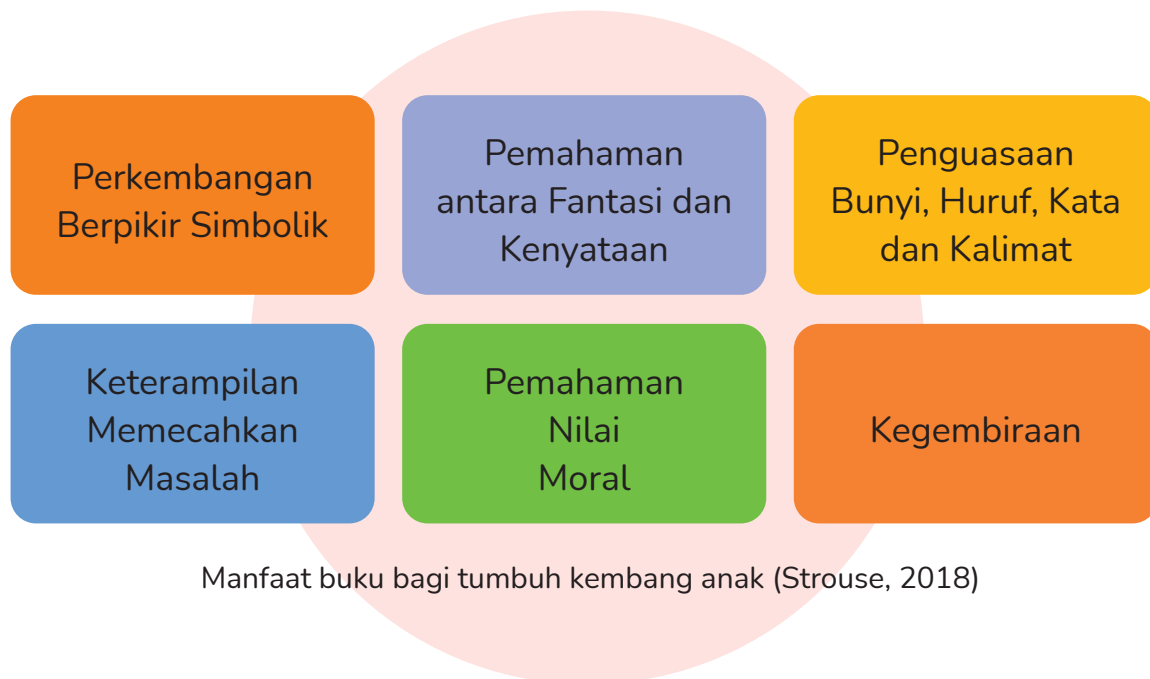 Perkembangan
Berpikir Simbolik
Pemahaman
antara Fantasi dan
Kenyataan
Penguasaan
Bunyi, Huruf, Kata
dan Kalimat
Keterampilan
Memecahkan
Masalah
Pemahaman
Nilai
Moral
Kegembiraan
Manfaat buku bagi tumbuh kembang anak (Strouse, 2018)